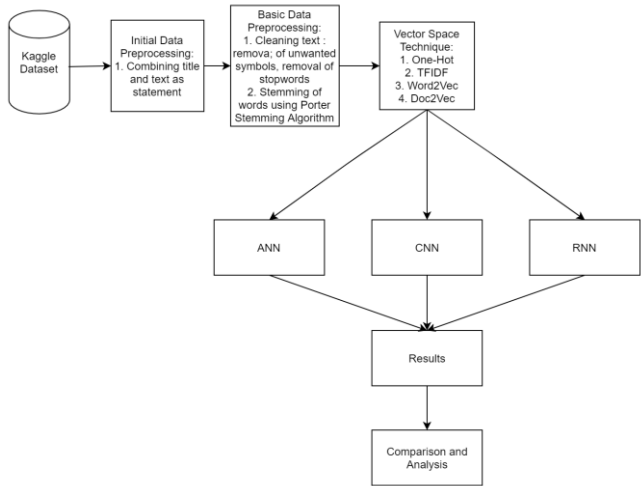 Kaggle
Dataset
Initial Data
Preprocessing:
1. Combining title
and text as
statement
Basic Data
Preprocessing:
1. Cleaning text :
remova; of unwanted
symbols, removal of
stopwords
2. Stemming of
words using Porter
Stemming Algorithm
Vector Space
Technique:
1. One-Hot
2. TFIDF
3. Word2Vec
4. Doc2Vec
ANN
CNN
RNN
Results
Comparison and
Analysis